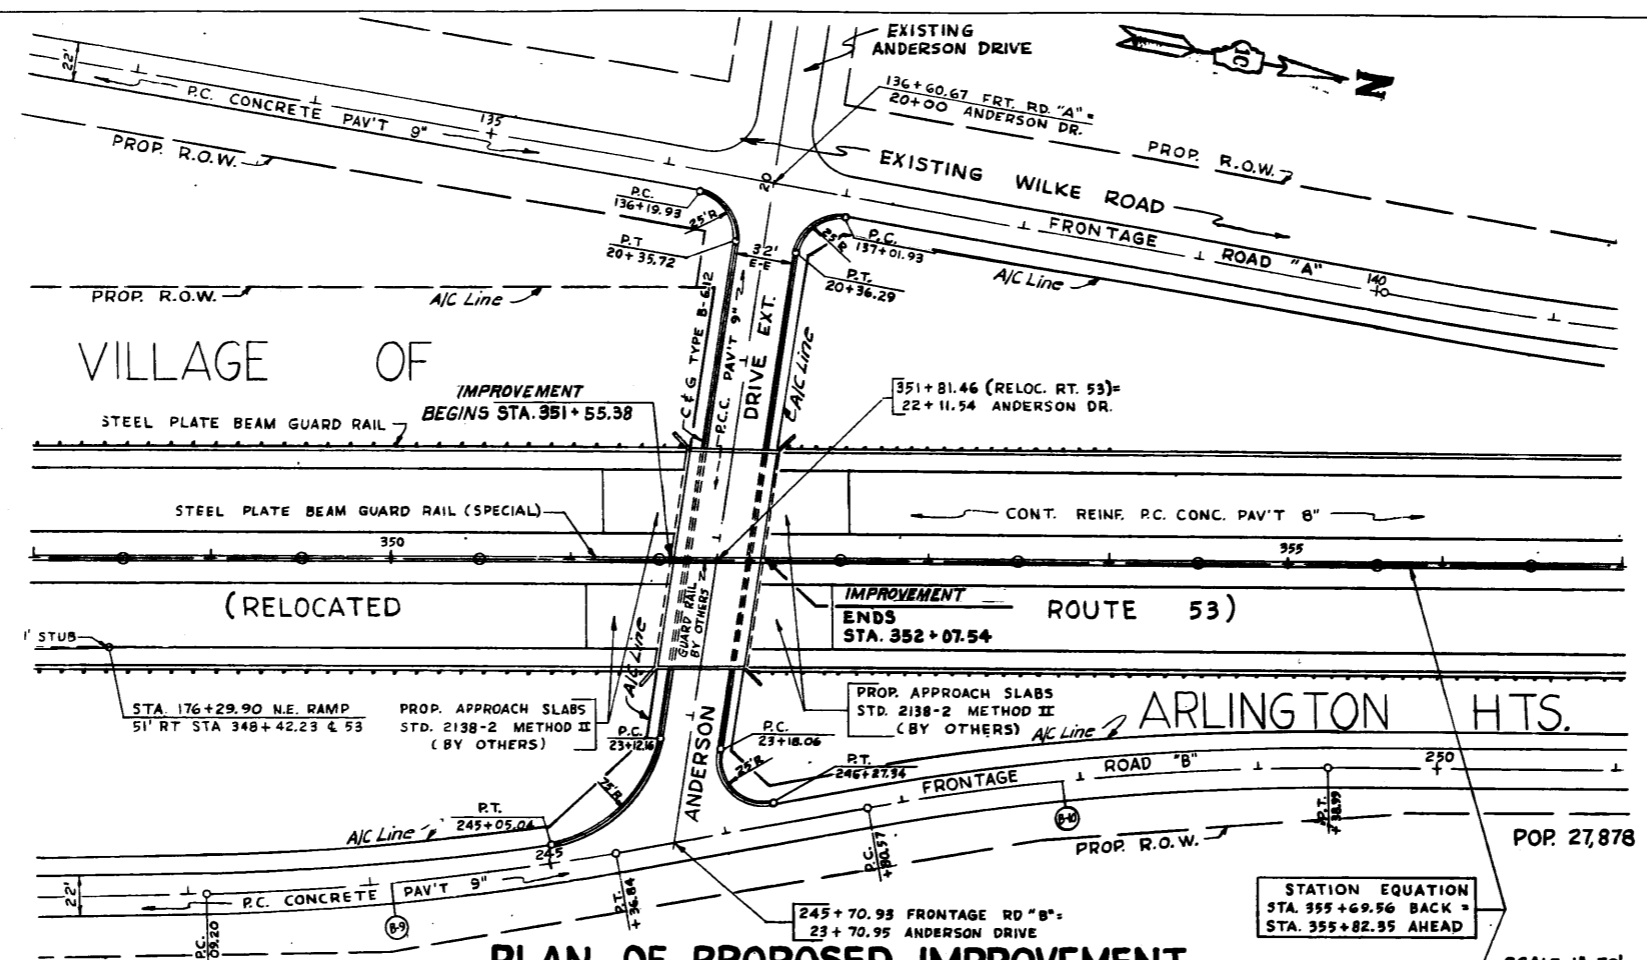 EXISTING
ANDERSON DRIVE
IC
N
22'
P.C. CONCRETE PAV'T 9"
135
136+60.67 FRT. RD. "A" =
20+00 ANDERSON DR.
PROP. R.O.W.
PROP. R.O.W.
EXISTING WILKE ROAD
20
P.C.
136+19.93
25'R
P.T.
20+35.72
32'
E-E
25'R
P.C.
137+01.93
P.T.
20+36.29
FRONTAGE ROAD "A"
A/C Line
140
PROP. R.O.W.
A/C Line
C & G TYPE B-6.12
P.C.C. PAV'T 9"
DRIVE EXT.
A/C Line
VILLAGE OF
IMPROVEMENT
BEGINS STA. 351+55.38
351+81.46 (RELOC. RT. 53)=
22+11.54 ANDERSON DR.
STEEL PLATE BEAM GUARD RAIL
STEEL PLATE BEAM GUARD RAIL (SPECIAL)
CONT. REINF. P.C. CONC. PAV'T 8"
350
355
(RELOCATED
GUARD RAIL
BY OTHERS
IMPROVEMENT
ENDS
STA. 352+07.54
ROUTE 53)
1' STUB
A/C Line
STA. 176+29.90 N.E. RAMP
51' RT STA 348+42.23 ℄ 53
PROP. APPROACH SLABS
STD. 2138-2 METHOD II
(BY OTHERS)
P.C.
23+12.16
PROP. APPROACH SLABS
STD. 2138-2 METHOD II
(BY OTHERS)
ARLINGTON HTS.
P.C.
23+18.06
A/C Line
ANDERSON
25'R
P.T.
246+27.34
75'R
FRONTAGE ROAD "B"
250
P.T.
245+05.04
A/C Line
245
P.T.
+36.84
P.C.
+80.57
B-10
P.T.
+38.99
PROP. R.O.W.
POP. 27,878
22'
P.C. CONCRETE PAV'T 9"
P.C.
09.20
B-9
245+70.93 FRONTAGE RD "B"=
23+70.95 ANDERSON DRIVE
STATION EQUATION
STA. 355+69.56 BACK =
STA. 355+82.35 AHEAD
PLAN OF PROPOSED IMPROVEMENT